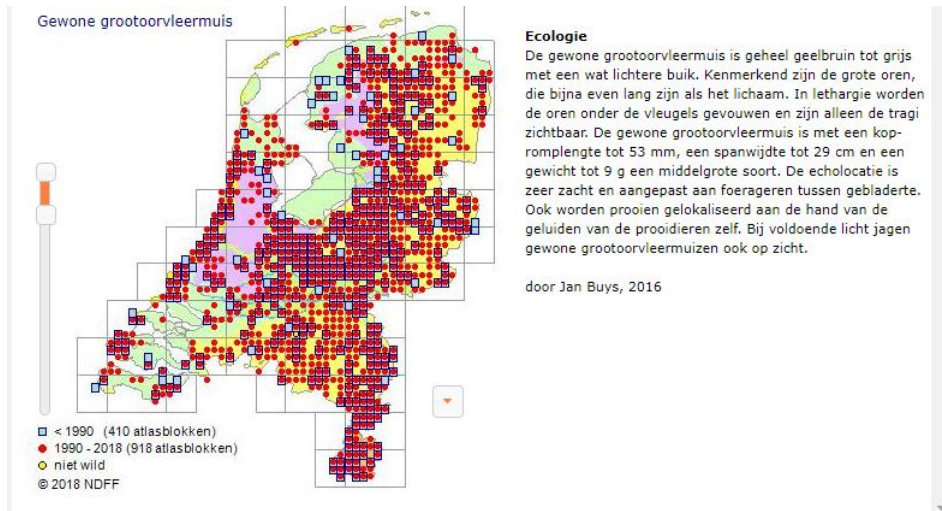 Gewone grootoorvleermuis
< 1990 (410 atlasblokken)
1990 - 2018 (918 atlasblokken)
niet wild
© 2018 NDFF
Ecologie
De gewone grootoorvleermuis is geheel geelbruin tot grijs
met een wat lichtere buik. Kenmerkend zijn de grote oren,
die bijna even lang zijn als het lichaam. In lethargie worden
de oren onder de vleugels gevouwen en zijn alleen de tragi
zichtbaar. De gewone grootoorvleermuis is met een kop-
romplengte tot 53 mm, een spanwijdte tot 29 cm en een
gewicht tot 9 g een middelgrote soort. De echolocatie is
zeer zacht en aangepast aan foerageren tussen gebladerte.
Ook worden prooien gelokaliseerd aan de hand van de
geluiden van de prooidieren zelf. Bij voldoende licht jagen
gewone grootoorvleermuizen ook op zicht.
door Jan Buys, 2016